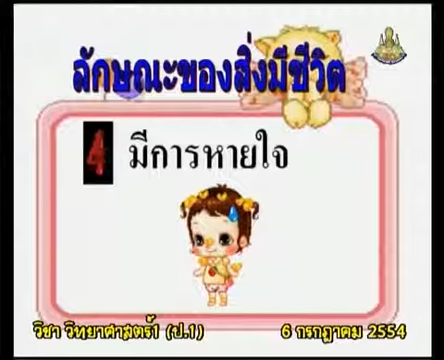 ลักษณะของสิ่งมีชีวิต
4 มีการหายใจ
วิชา วิทยาศาสตร์1 (ป.1) 6 กรกฎาคม 2554